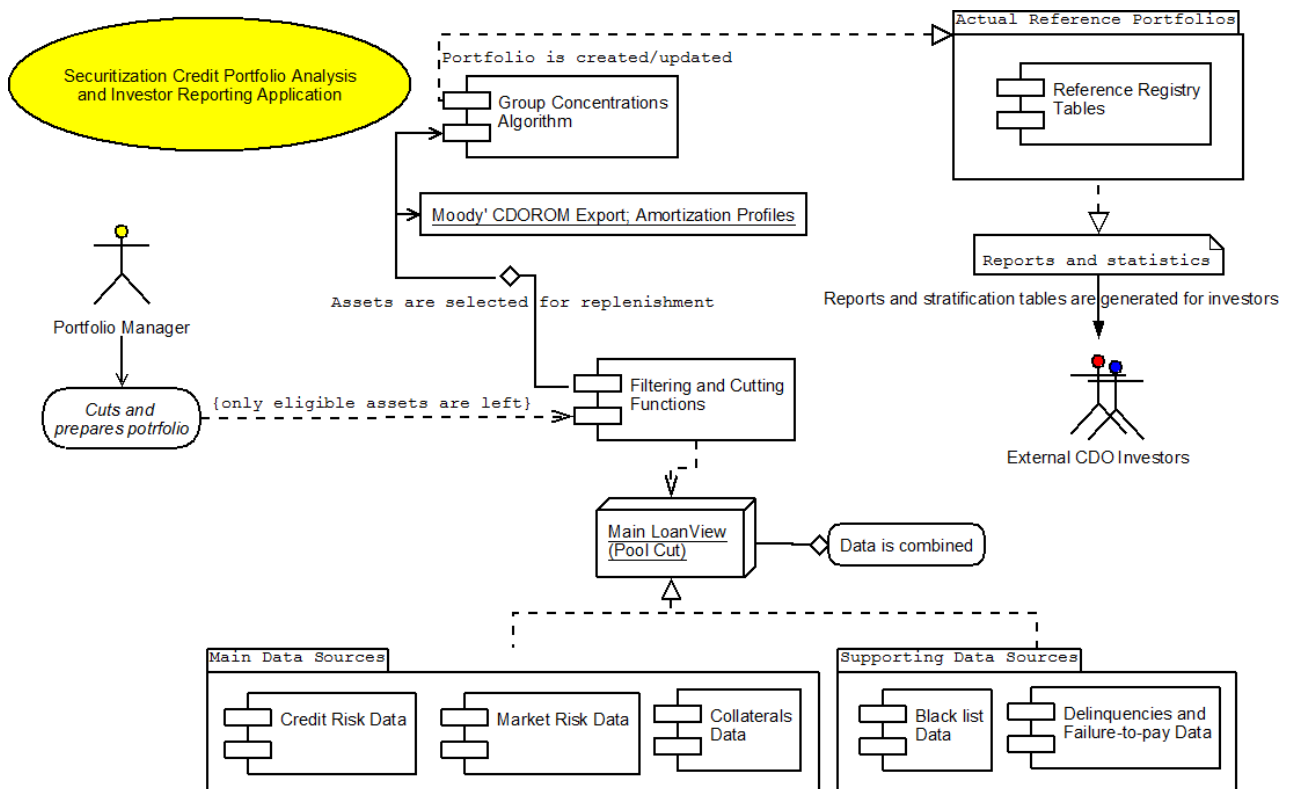 Actual Reference Portfolios
Portfolio is created/updated
Securitization Credit Portfolio Analysis
and Investor Reporting Application
Group Concentrations
Algorithm
Reference Registry
Tables
Moody' CDOROM Export; Amortization Profiles
Reports and statistics
Assets are selected for replenishment
Reports and stratification tables are generated for investors
Portfolio Manager
Filtering and Cutting
Functions
{only eligible assets are left}
Cuts and
prepares potrfolio
External CDO Investors
Main LoanView
(Pool Cut)
Data is combined
Main Data Sources
Supporting Data Sources
Credit Risk Data
Market Risk Data
Collaterals
Data
Black list
Data
Delinquencies and
Failure-to-pay Data